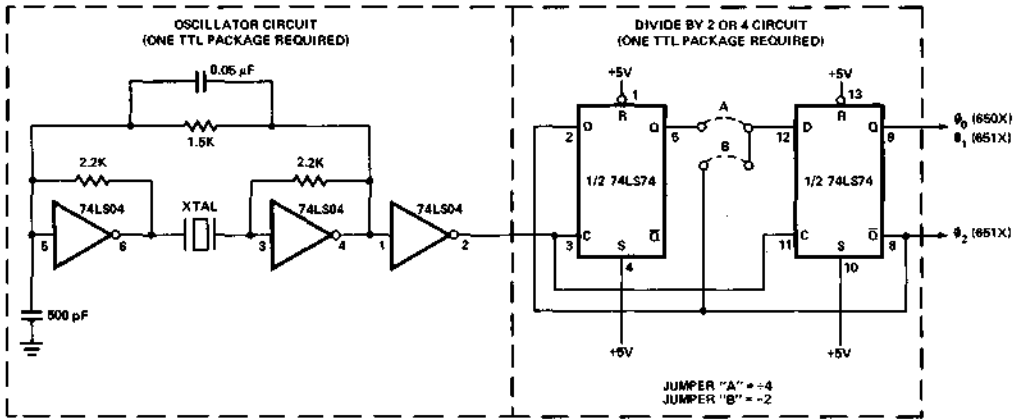 OSCILLATOR CIRCUIT
(ONE TTL PACKAGE REQUIRED)
0.05 µF
1.5K
2.2K
2.2K
74LS04
XTAL
74LS04
74LS04
5
6
3
4
1
2
500 pF
DIVIDE BY 2 OR 4 CIRCUIT
(ONE TTL PACKAGE REQUIRED)
+5V
+5V
1
13
R
R
2
D
Q
5
A
12
D
Q
9
ϕ0 (650X)
ϕ1 (651X)
B
1/2 74LS74
1/2 74LS74
3
C
S
Q̅
11
C
S
Q̅
8
ϕ2 (651X)
4
10
+5V
+5V
JUMPER "A" = ÷4
JUMPER "B" = ÷2